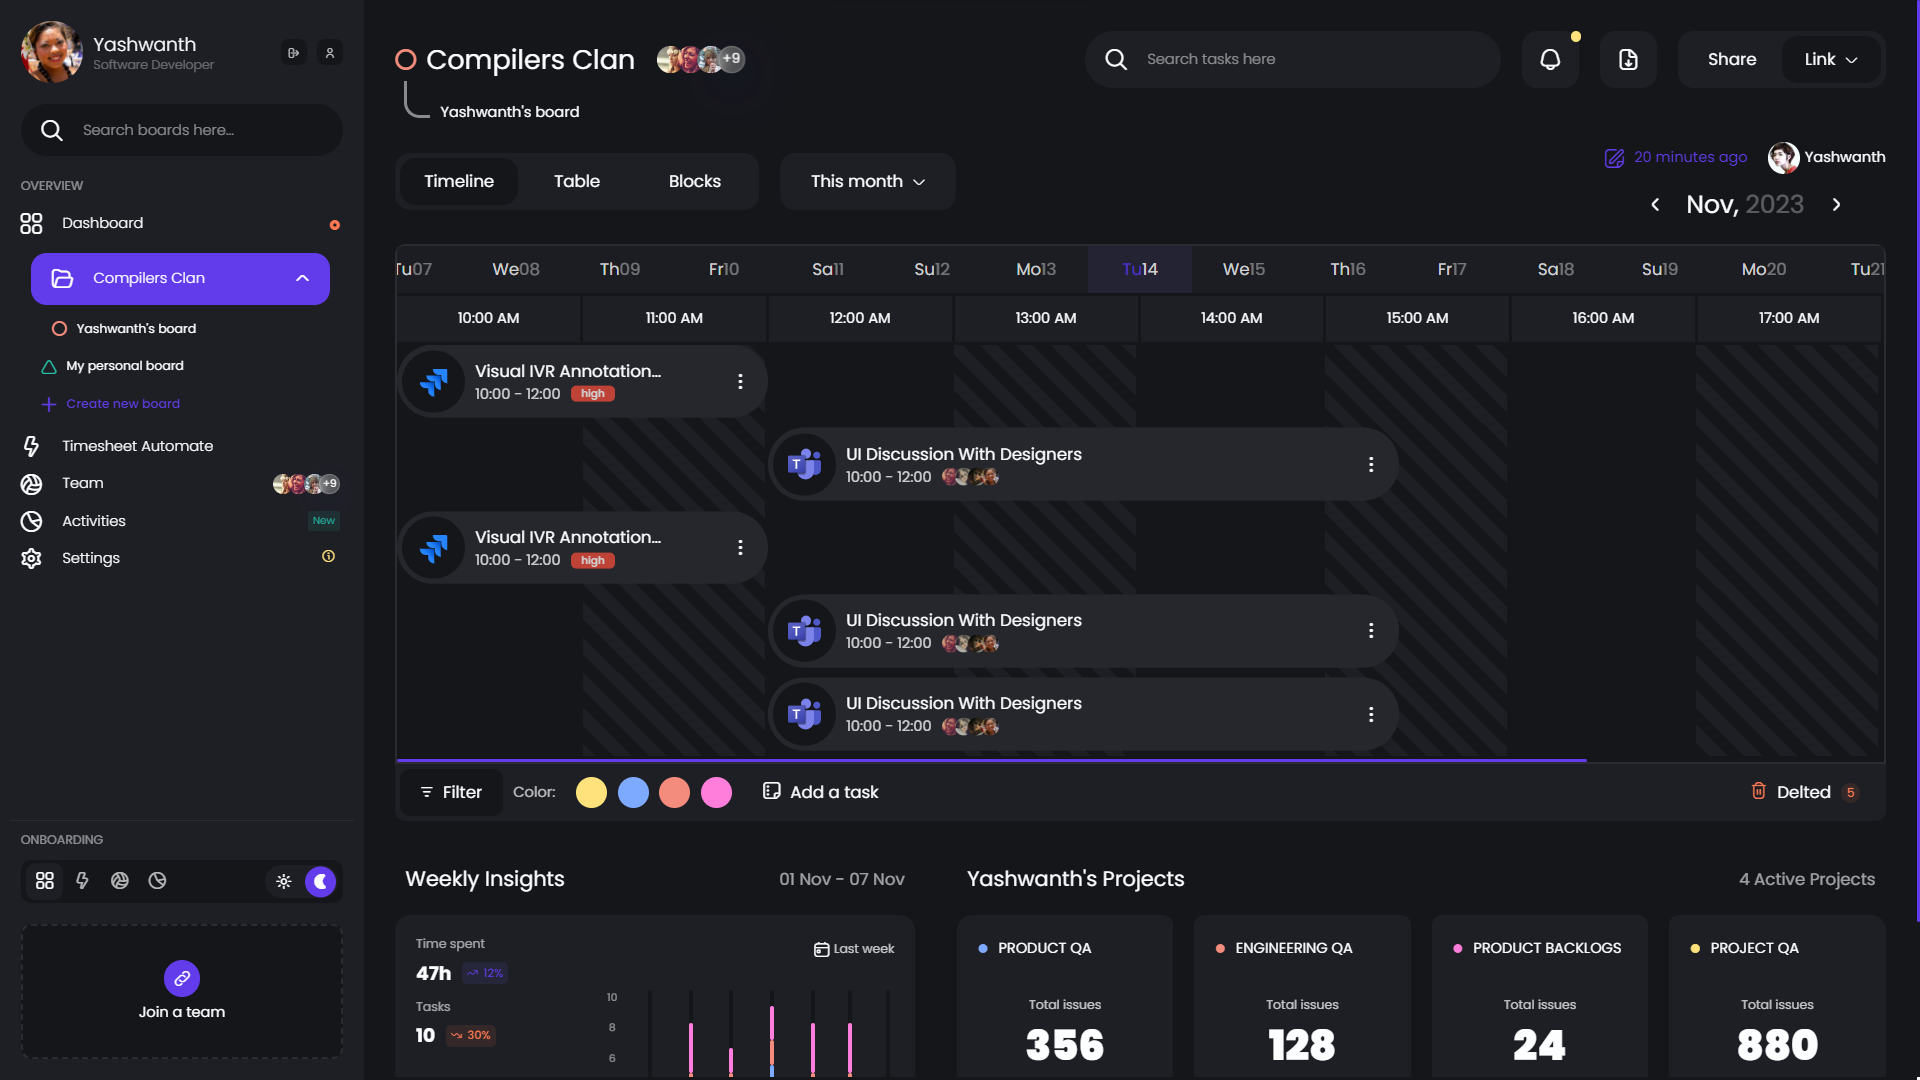 Yashwanth
Software Developer
Search boards here...
OVERVIEW
Dashboard
Compilers Clan
Yashwanth's board
My personal board
Create new board
Timesheet Automate
Team
+9
Activities
New
Settings
ONBOARDING
Join a team
Compilers Clan
+9
Yashwanth's board
Search tasks here
Share
Link
Timeline
Table
Blocks
This month
20 minutes ago
Yashwanth
Nov, 2023
Tu07 We08 Th09 Fr10 Sa11 Su12 Mo13 Tu14 We15 Th16 Fr17 Sa18 Su19 Mo20 Tu21
10:00 AM 11:00 AM 12:00 AM 13:00 AM 14:00 AM 15:00 AM 16:00 AM 17:00 AM
Visual IVR Annotation...
10:00 - 12:00 high
UI Discussion With Designers
10:00 - 12:00
Visual IVR Annotation...
10:00 - 12:00 high
UI Discussion With Designers
10:00 - 12:00
UI Discussion With Designers
10:00 - 12:00
Filter
Color:
Add a task
Delted 5
Weekly Insights
01 Nov - 07 Nov
Time spent
47h 12%
Tasks
10 30%
Last week
10
8
6
Yashwanth's Projects
4 Active Projects
PRODUCT QA
Total issues
356
ENGINEERING QA
Total issues
128
PRODUCT BACKLOGS
Total issues
24
PROJECT QA
Total issues
880